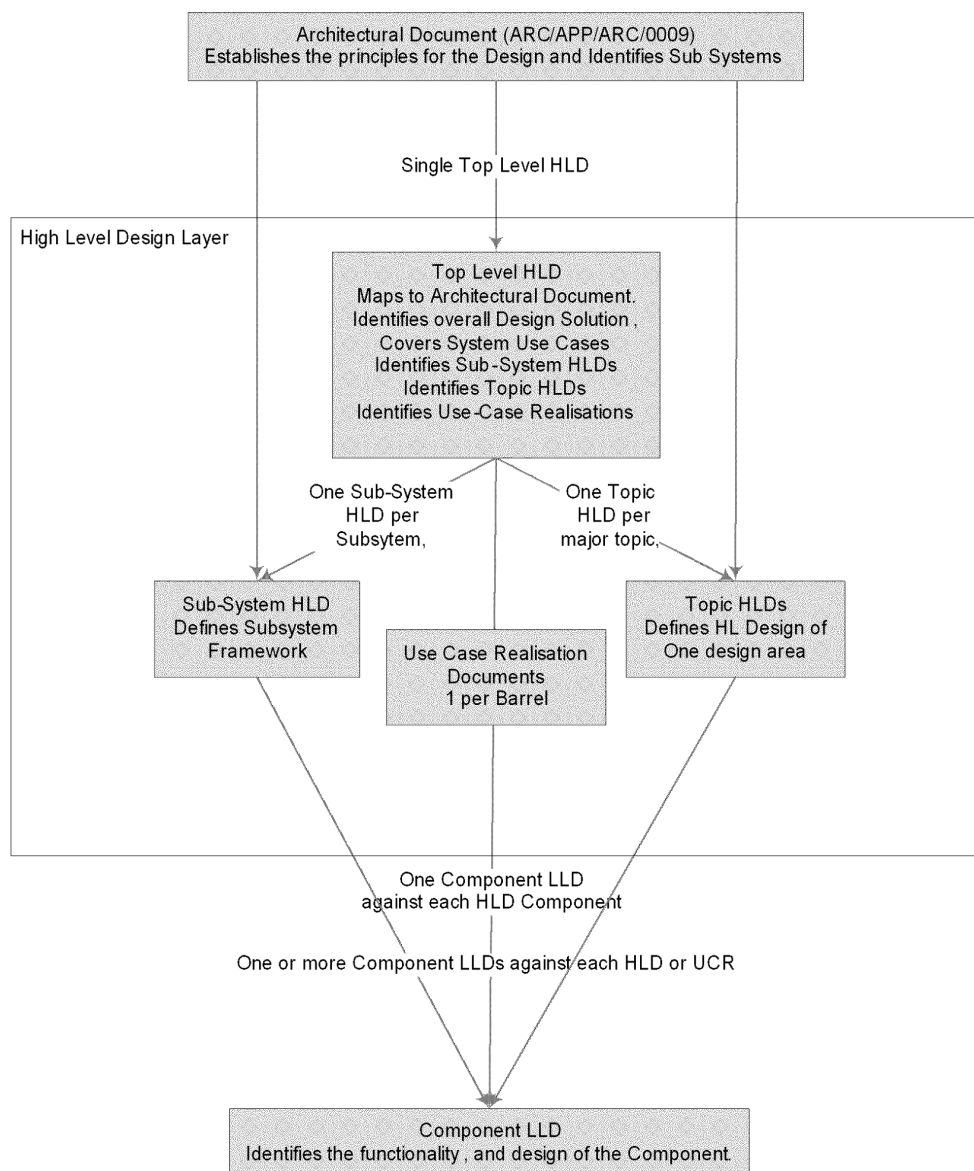 Architectural Document (ARC/APP/ARC/0009)
Establishes the principles for the Design and Identifies Sub Systems
Single Top Level HLD
High Level Design Layer
Top Level HLD
Maps to Architectural Document.
Identifies overall Design Solution ,
Covers System Use Cases
Identifies Sub-System HLDs
Identifies Topic HLDs
Identifies Use-Case Realisations
One Sub-System
HLD per
Subsytem,
One Topic
HLD per
major topic,
Sub-System HLD
Defines Subsystem
Framework
Use Case Realisation
Documents
1 per Barrel
Topic HLDs
Defines HL Design of
One design area
One Component LLD
against each HLD Component
One or more Component LLDs against each HLD or UCR
Component LLD
Identifies the functionality , and design of the Component.